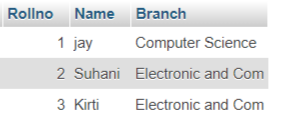 Rollno Name Branch
1 jay Computer Science
2 Suhani Electronic and Com
3 Kirti Electronic and Com